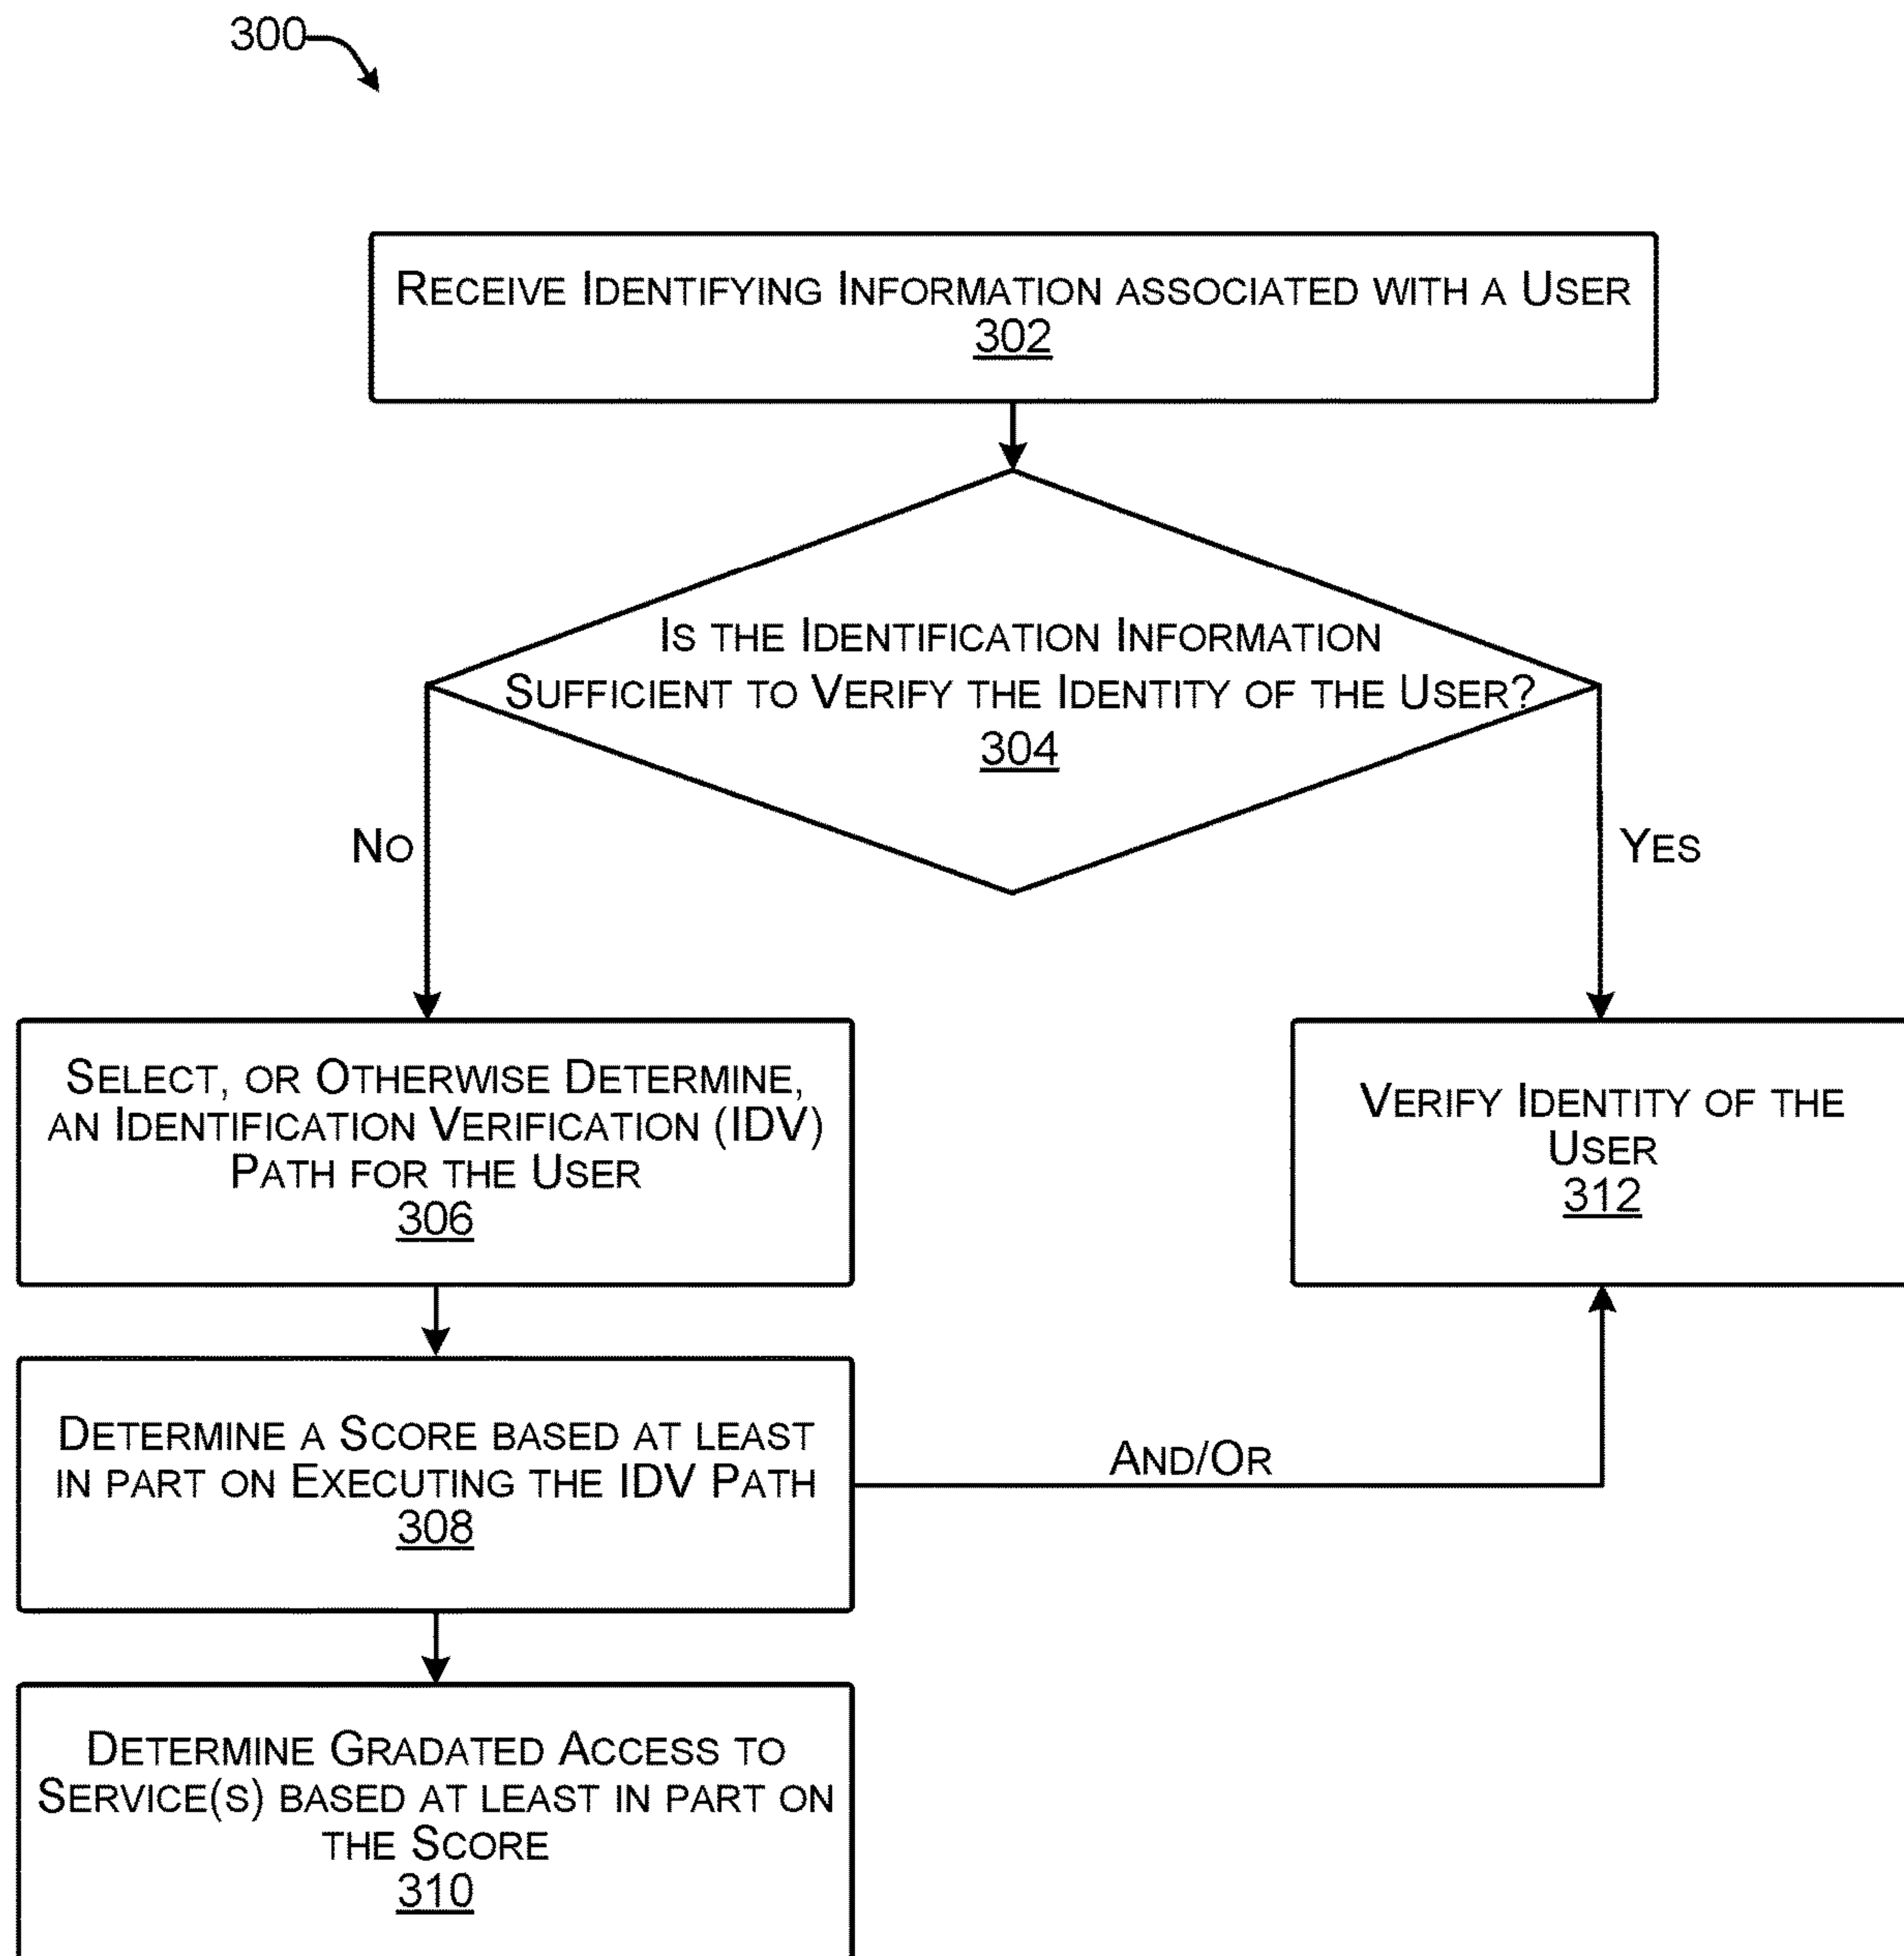 300
RECEIVE IDENTIFYING INFORMATION ASSOCIATED WITH A USER
302
IS THE IDENTIFICATION INFORMATION
SUFFICIENT TO VERIFY THE IDENTITY OF THE USER?
304
NO
YES
SELECT, OR OTHERWISE DETERMINE,
AN IDENTIFICATION VERIFICATION (IDV)
PATH FOR THE USER
306
VERIFY IDENTITY OF THE
USER
312
DETERMINE A SCORE BASED AT LEAST
IN PART ON EXECUTING THE IDV PATH
308
AND/OR
DETERMINE GRADATED ACCESS TO
SERVICE(S) BASED AT LEAST IN PART ON
THE SCORE
310